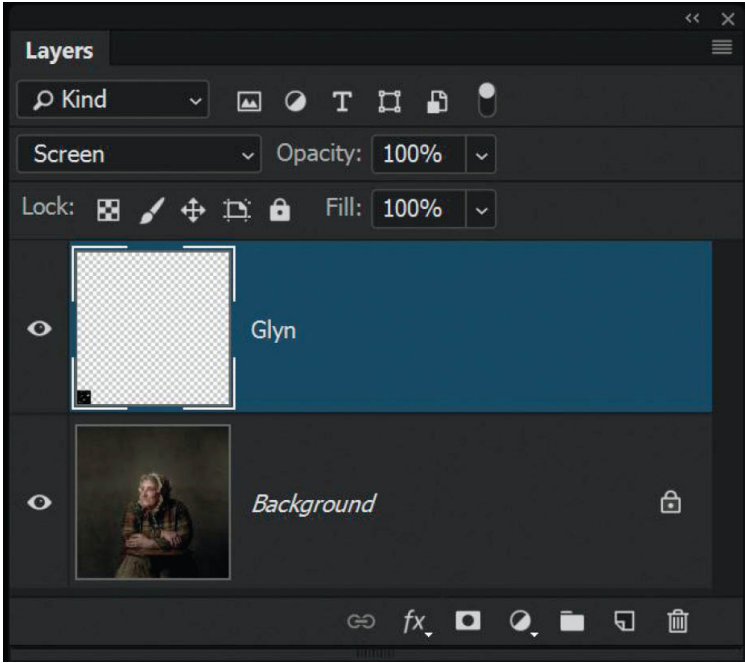 Layers
Kind
Screen Opacity: 100%
Lock: Fill: 100%
Glyn
Background
fx